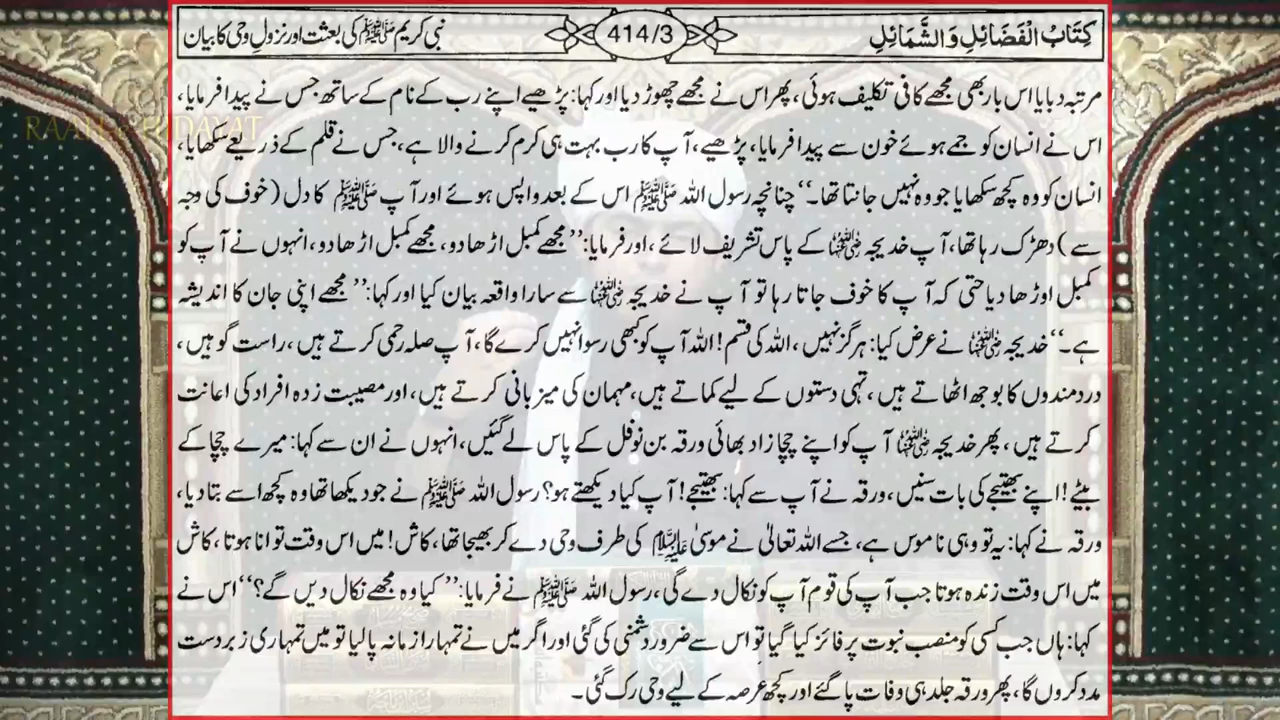 کِتَابُ الْفَضَائِلِ وَالشَّمَائِلِ 414/3 نبی کریم ﷺ کی بعثت اور نزولِ وحی کا بیان
مرتبہ دبایا اس بار بھی مجھے کافی تکلیف ہوئی، پھر اس نے مجھے چھوڑ دیا اور کہا: پڑھیے اپنے رب کے نام کے ساتھ جس نے پیدا فرمایا،
RAAH E HIDAYAT
اس نے انسان کو جمے ہوئے خون سے پیدا فرمایا، پڑھیے، آپ کا رب بہت ہی کرم کرنے والا ہے، جس نے قلم کے ذریعے سکھایا،
انسان کو وہ کچھ سکھایا جو وہ نہیں جانتا تھا۔‘‘ چنانچہ رسول اللہ ﷺ اس کے بعد واپس ہوئے اور آپ ﷺ کا دل (خوف کی وجہ
سے) دھڑک رہا تھا، آپ خدیجہ رضی اللہ عنہا کے پاس تشریف لائے، اور فرمایا: ’’مجھے کمبل اڑھا دو، مجھے کمبل اڑھا دو، انہوں نے آپ کو
کمبل اوڑھا دیا حتی کہ آپ کا خوف جاتا رہا تو آپ نے خدیجہ رضی اللہ عنہا سے سارا واقعہ بیان کیا اور کہا: ’’مجھے اپنی جان کا اندیشہ
ہے۔‘‘ خدیجہ رضی اللہ عنہا نے عرض کیا: ہرگز نہیں، اللہ کی قسم! اللہ آپ کو کبھی رسوا نہیں کرے گا، آپ صلہ رحمی کرتے ہیں، راست گو ہیں،
دردمندوں کا بوجھ اٹھاتے ہیں، تہی دستوں کے لیے کماتے ہیں، مہمان کی میزبانی کرتے ہیں، اور مصیبت زدہ افراد کی اعانت
کرتے ہیں، پھر خدیجہ رضی اللہ عنہا آپ کو اپنے چچا زاد بھائی ورقہ بن نوفل کے پاس لے گئیں، انہوں نے ان سے کہا: میرے چچا کے
بیٹے! اپنے بھتیجے کی بات سنیں، ورقہ نے آپ سے کہا: بھتیجے! آپ کیا دیکھتے ہو؟ رسول اللہ ﷺ نے جو دیکھا تھا وہ کچھ اسے بتا دیا،
ورقہ نے کہا: یہ تو وہی ناموس ہے، جسے اللہ تعالیٰ نے موسیٰ علیہ السلام کی طرف وحی دے کر بھیجا تھا، کاش! میں اس وقت توانا ہوتا، کاش
میں اس وقت زندہ ہوتا جب آپ کی قوم آپ کو نکال دے گی، رسول اللہ ﷺ نے فرمایا: ’’کیا وہ مجھے نکال دیں گے؟‘‘ اس نے
کہا: ہاں جب کسی کو منصب نبوت پر فائز کیا گیا تو اس سے ضرور دشمنی کی گئی اور اگر میں نے تمہارا زمانہ پا لیا تو میں تمہاری زبردست
مدد کروں گا، پھر ورقہ جلد ہی وفات پا گئے اور کچھ عرصہ کے لیے وحی رک گئی۔